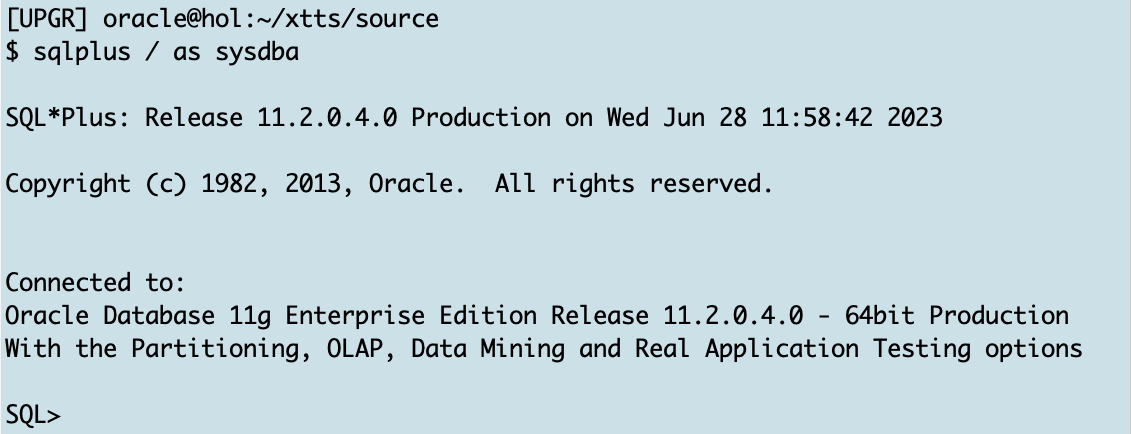 [UPGR] oracle@hol:~/xtts/source
$ sqlplus / as sysdba
SQL*Plus: Release 11.2.0.4.0 Production on Wed Jun 28 11:58:42 2023
Copyright (c) 1982, 2013, Oracle.  All rights reserved.
Connected to:
Oracle Database 11g Enterprise Edition Release 11.2.0.4.0 - 64bit Production
With the Partitioning, OLAP, Data Mining and Real Application Testing options
SQL>